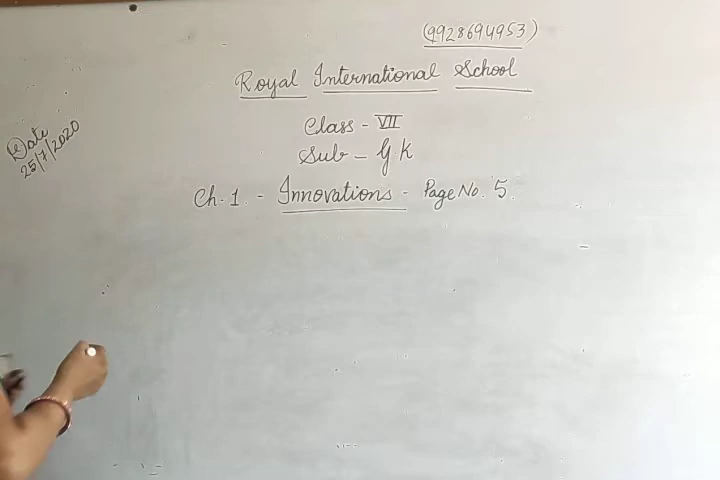 (9928694953)
Royal International School
Date
25/7/2020
Class - VII
Sub - G.K
Ch. 1. - Innovations - Page No. 5.